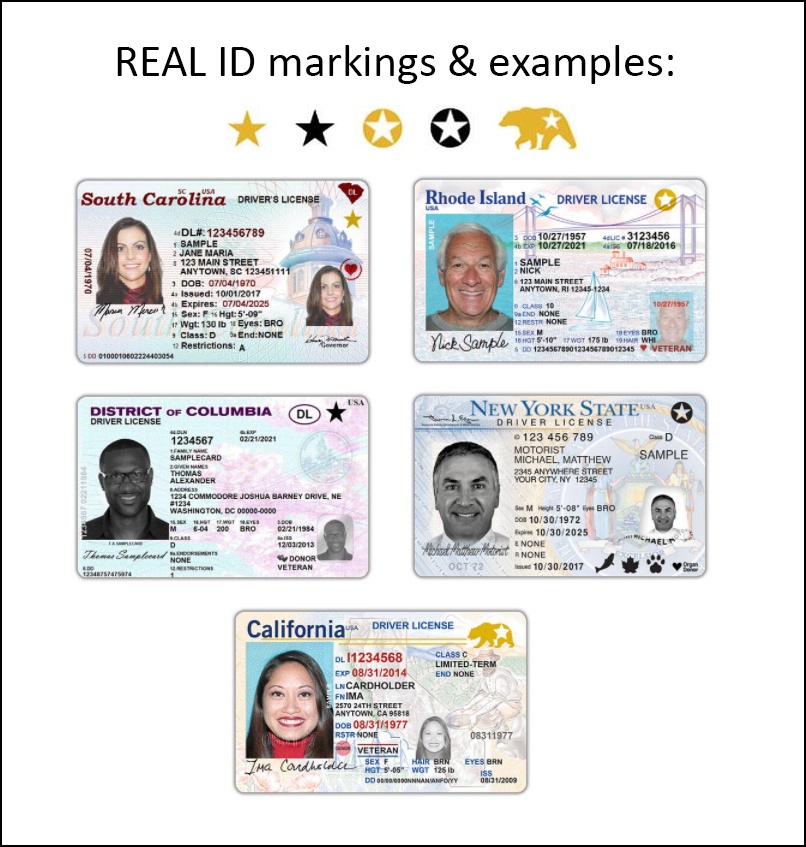 REAL ID markings & examples:
South Carolina
SC USA
DRIVER'S LICENSE
DL
4d DL#: 123456789
1 SAMPLE
2 JANE MARIA
8 123 MAIN STREET
ANYTOWN, SC 123451111
3 DOB: 07/04/1970
4a Issued: 10/01/2017
4b Expires: 07/04/2025
15 Sex: F 16 Hgt: 5'-09"
17 Wgt: 130 lb 18 Eyes: BRO
9 Class: D 9a End:NONE
12 Restrictions: A
07/04/1970
Governor
5 DD 0100010602224403054
Rhode Island
USA
DRIVER LICENSE
SAMPLE
3 DOB 10/27/1957 4d LIC # 3123456
4b EXP 10/27/2021 4a ISS 07/18/2016
1 SAMPLE
2 NICK
8 123 MAIN STREET
ANYTOWN, RI 12345-1234
9 CLASS 10
9a END NONE
12 RESTR NONE
10/27/1957
15 SEX M 18 EYES BRO
16 HGT 5'-10" 17 WGT 175 lb 19 HAIR WHI
5 DD 1234567890123456789012345
VETERAN
Nick Sample
DISTRICT OF COLUMBIA
DRIVER LICENSE
DL
USA
4d.DLN 4b.EXP
1234567 02/21/2021
1.FAMILY NAME
SAMPLECARD
2.GIVEN NAMES
THOMAS
ALEXANDER
8.ADDRESS
1234 COMMODORE JOSHUA BARNEY DRIVE, NE
#1234
WASHINGTON, DC 00000-0000
15.SEX 16.HGT 17.WGT 18.EYES 3.DOB
M 6-04 200 BRO 02/21/1984
9.CLASS 4a.ISS
D 12/03/2013
9a.ENDORSEMENTS
NONE
12.RESTRICTIONS
1
DONOR
VETERAN
Thomas Samplecard
5.DD
12348757475974
NEW YORK STATE USA
DRIVER LICENSE
ID 123 456 789 Class D
MOTORIST
MICHAEL, MATTHEW
SAMPLE
2345 ANYWHERE STREET
YOUR CITY, NY 12345
Sex M Height 5'-08" Eyes BRO
DOB 10/30/1972
Expires 10/30/2025
E NONE
R NONE
Issued 10/30/2017
Michael Matthew Motorist
OCT 72
Organ
Donor
California USA DRIVER LICENSE
DL I1234568
EXP 08/31/2014
CLASS C
LIMITED-TERM
END NONE
LN CARDHOLDER
FN IMA
2570 24TH STREET
ANYTOWN, CA 95818
DOB 08/31/1977
RSTR NONE
08311977
DONOR
VETERAN
SEX F HAIR BRN EYES BRN
HGT 5'-05" WGT 125 lb
ISS
08/31/2009
DD 00/00/0000NNNAN/ANFD/YY
Ima Cardholder